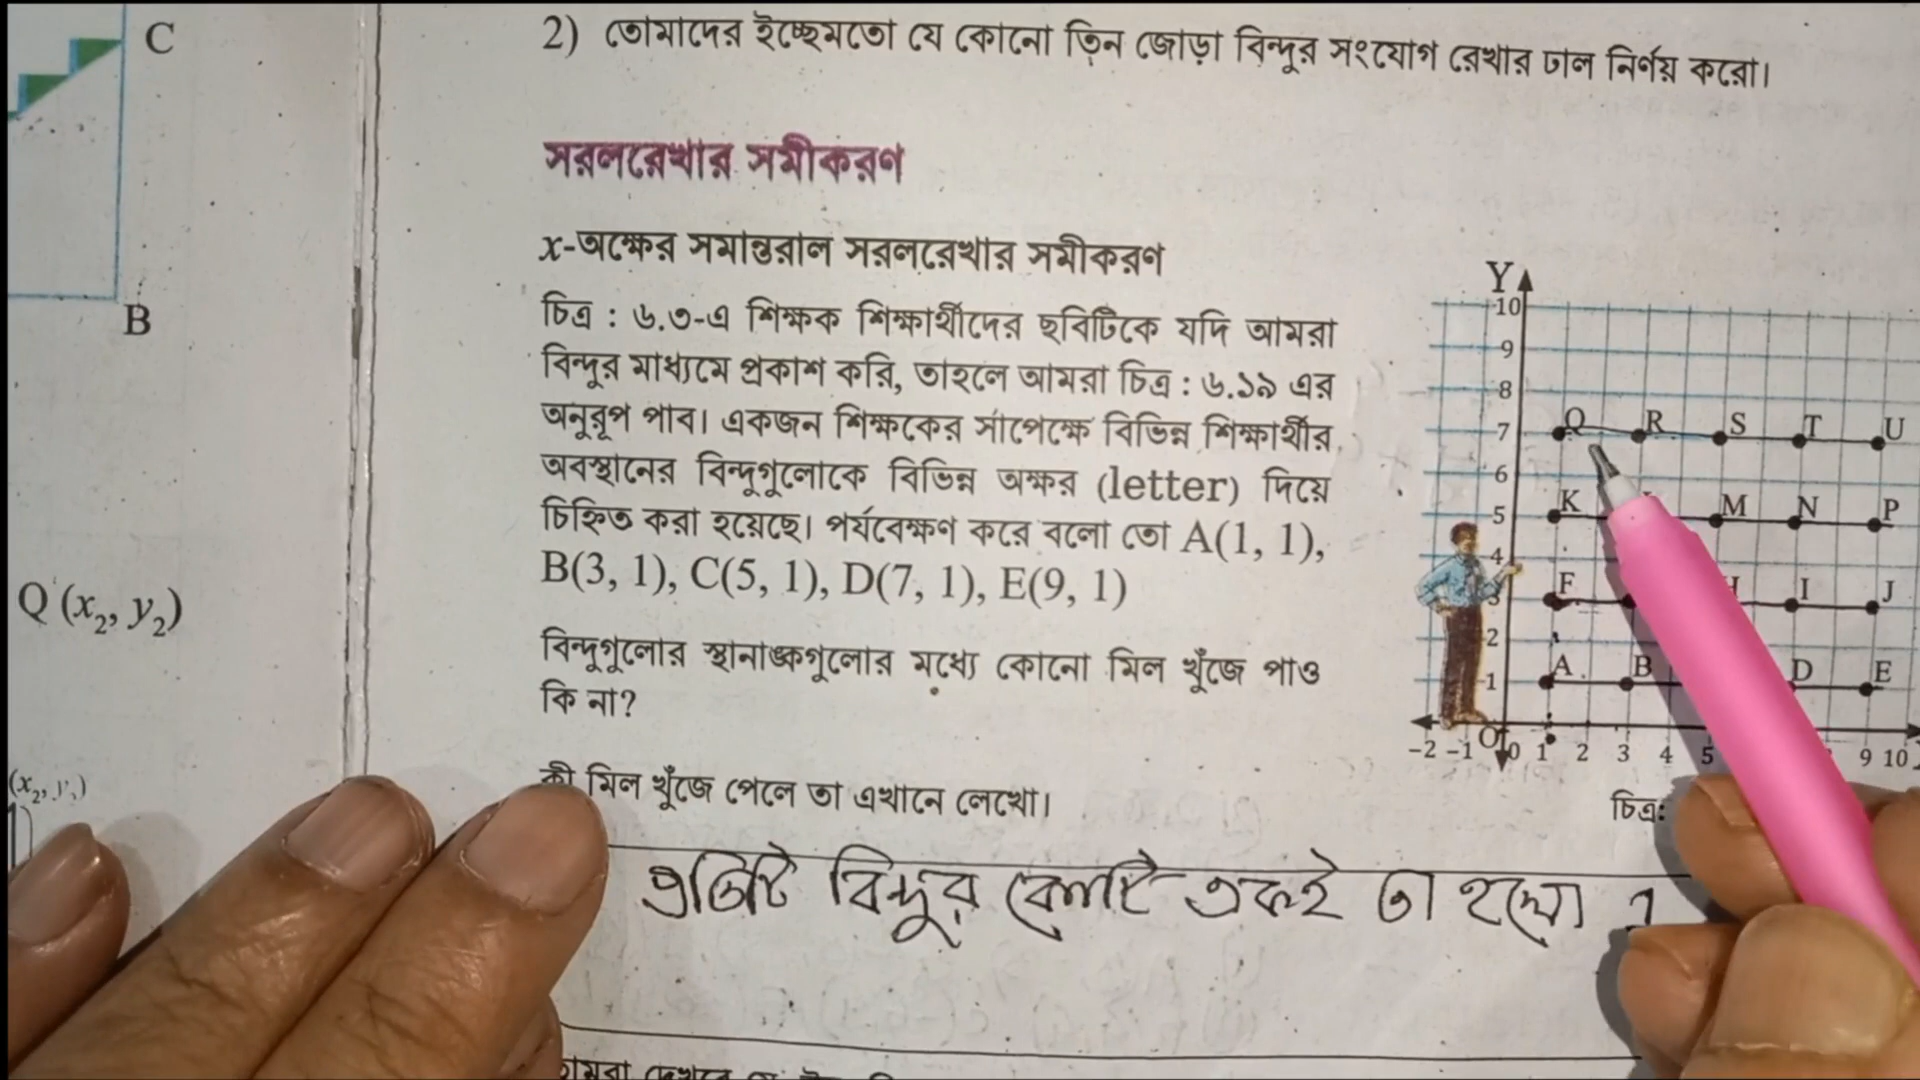 C
2) তোমাদের ইচ্ছেমতো যে কোনো তিন জোড়া বিন্দুর সংযোগ রেখার ঢাল নির্ণয় করো।
সরলরেখার সমীকরণ
x-অক্ষের সমান্তরাল সরলরেখার সমীকরণ
B
চিত্র : ৬.৩-এ শিক্ষক শিক্ষার্থীদের ছবিটিকে যদি আমরা
বিন্দুর মাধ্যমে প্রকাশ করি, তাহলে আমরা চিত্র : ৬.১৯ এর
অনুরূপ পাব। একজন শিক্ষকের সাপেক্ষে বিভিন্ন শিক্ষার্থীর
অবস্থানের বিন্দুগুলোকে বিভিন্ন অক্ষর (letter) দিয়ে
চিহ্নিত করা হয়েছে। পর্যবেক্ষণ করে বলো তো A(1, 1),
B(3, 1), C(5, 1), D(7, 1), E(9, 1)
Q (x₂, y₂)
বিন্দুগুলোর স্থানাঙ্কগুলোর মধ্যে কোনো মিল খুঁজে পাও
কি না?
(x₂, y₂)
কী মিল খুঁজে পেলে তা এখানে লেখো।
প্রতিটি বিন্দুর কোটি একই তা হলো 1
Y
10
9
8
7 Q R S T U
6
5 K M N P
4
3 F H I J
2
1 A B D E
-2 -1 O 0 1 2 3 4 5 9 10
চিত্র: